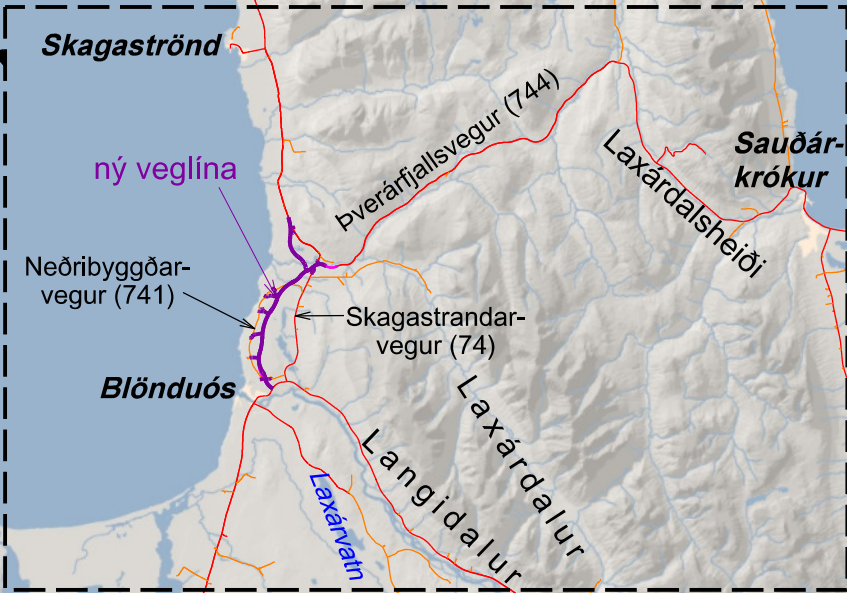 Skagaströnd
Þverárfjallsvegur (744)
Sauðár-
krókur
Laxárdalsheiði
ný veglína
Neðribyggðar-
vegur (741)
Skagastrandar-
vegur (74)
Blönduós
Laxárdalur
Langidalur
Laxárvatn